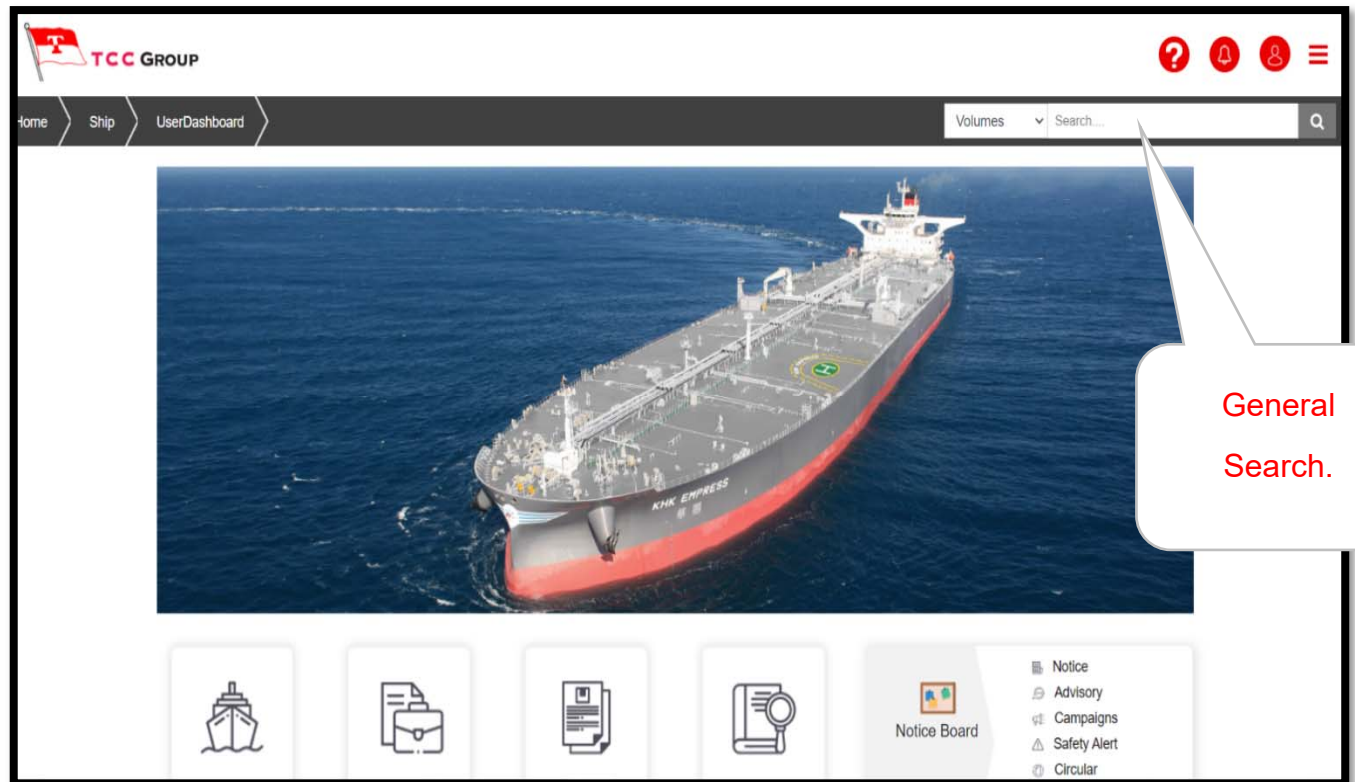 T
TCC GROUP
?
Home
Ship
UserDashboard
Volumes
Search....
KHK EMPRESS
H
General
Search.
Notice Board
Notice
Advisory
Campaigns
Safety Alert
Circular